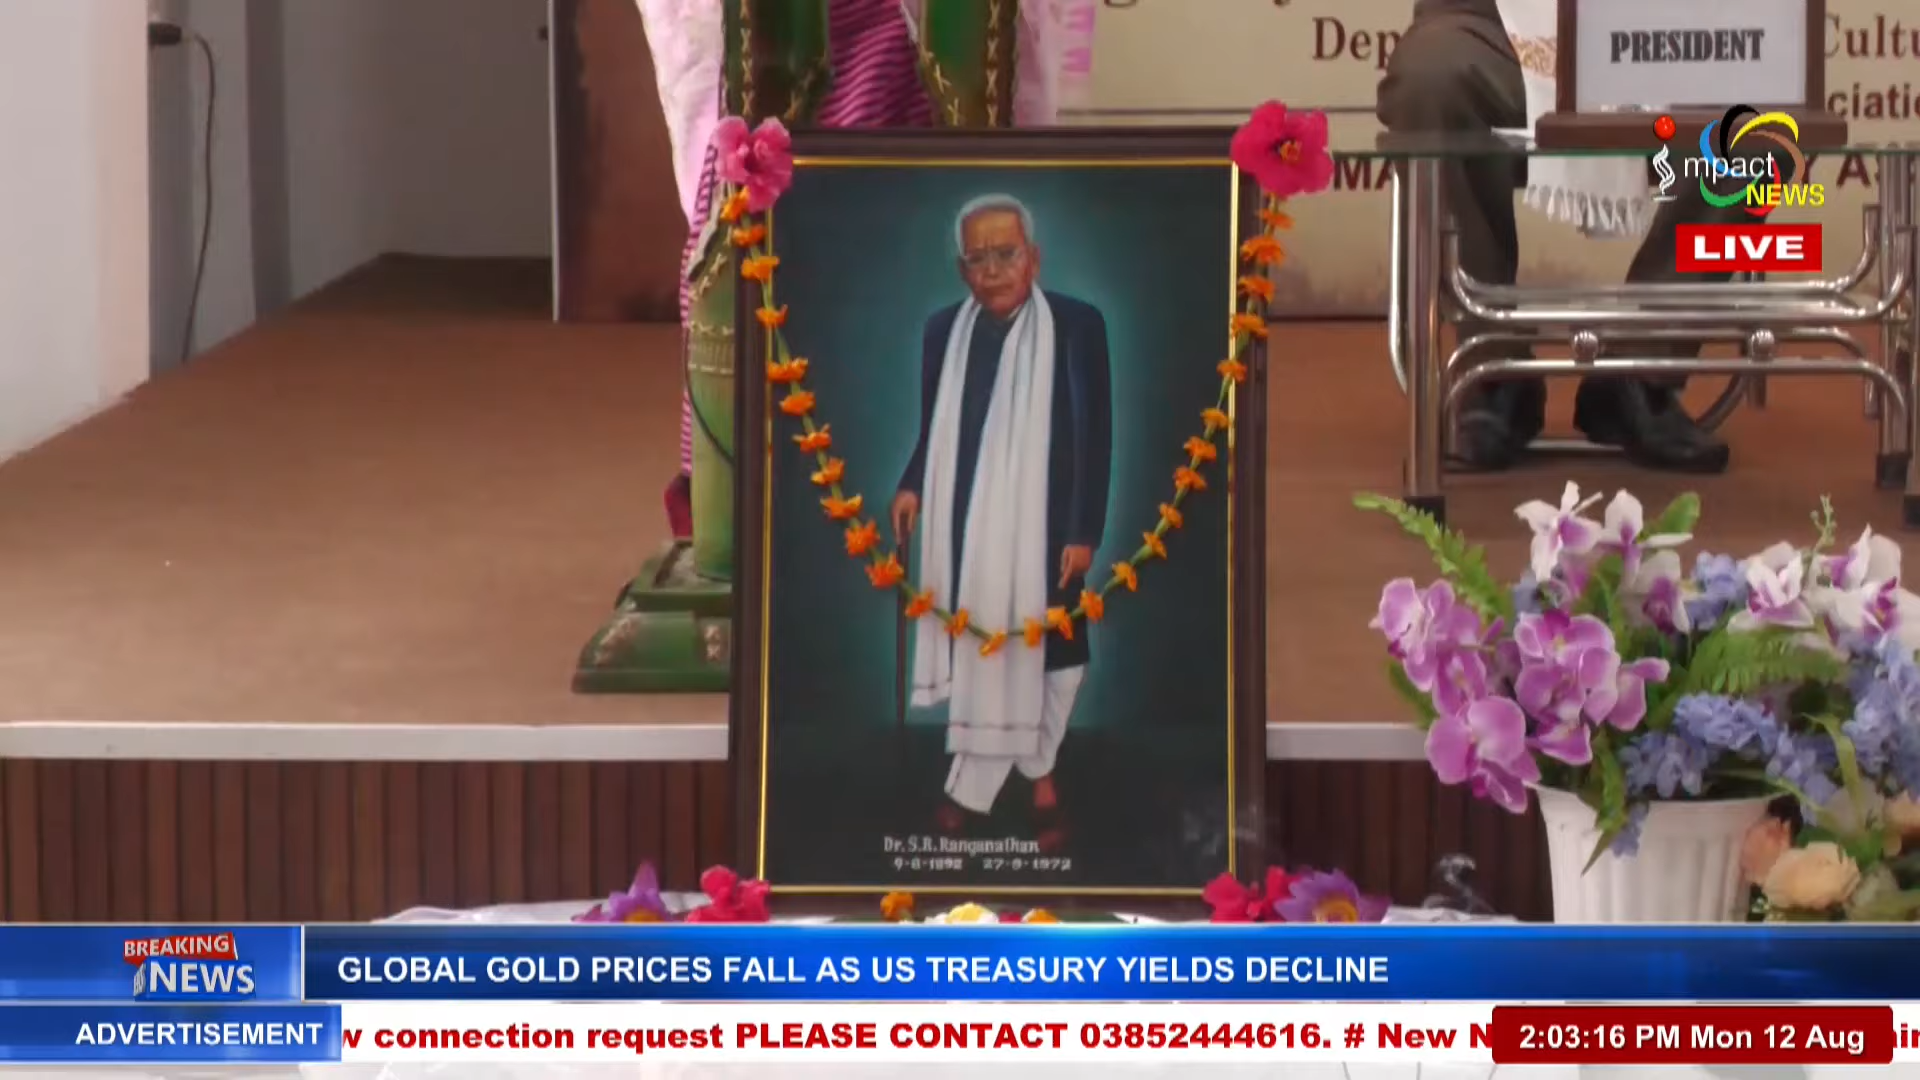 Dep
Cultu
PRESIDENT
ciatio
MA
Y AS
mpact
NEWS
LIVE
Dr. S.R. Ranganathan
9-8-1892 27-9-1972
BREAKING
NEWS
GLOBAL GOLD PRICES FALL AS US TREASURY YIELDS DECLINE
ADVERTISEMENT
w connection request PLEASE CONTACT 03852444616. # New N
2:03:16 PM Mon 12 Aug